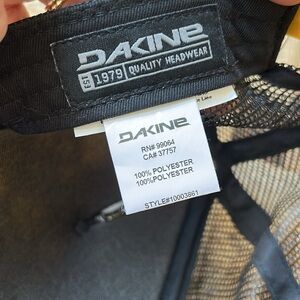 DAKINE
EST 1979 QUALITY HEADWEAR
DAKINE
RN# 99064
CA# 37757
100% POLYESTER
100%POLYESTER
STYLE#10003861